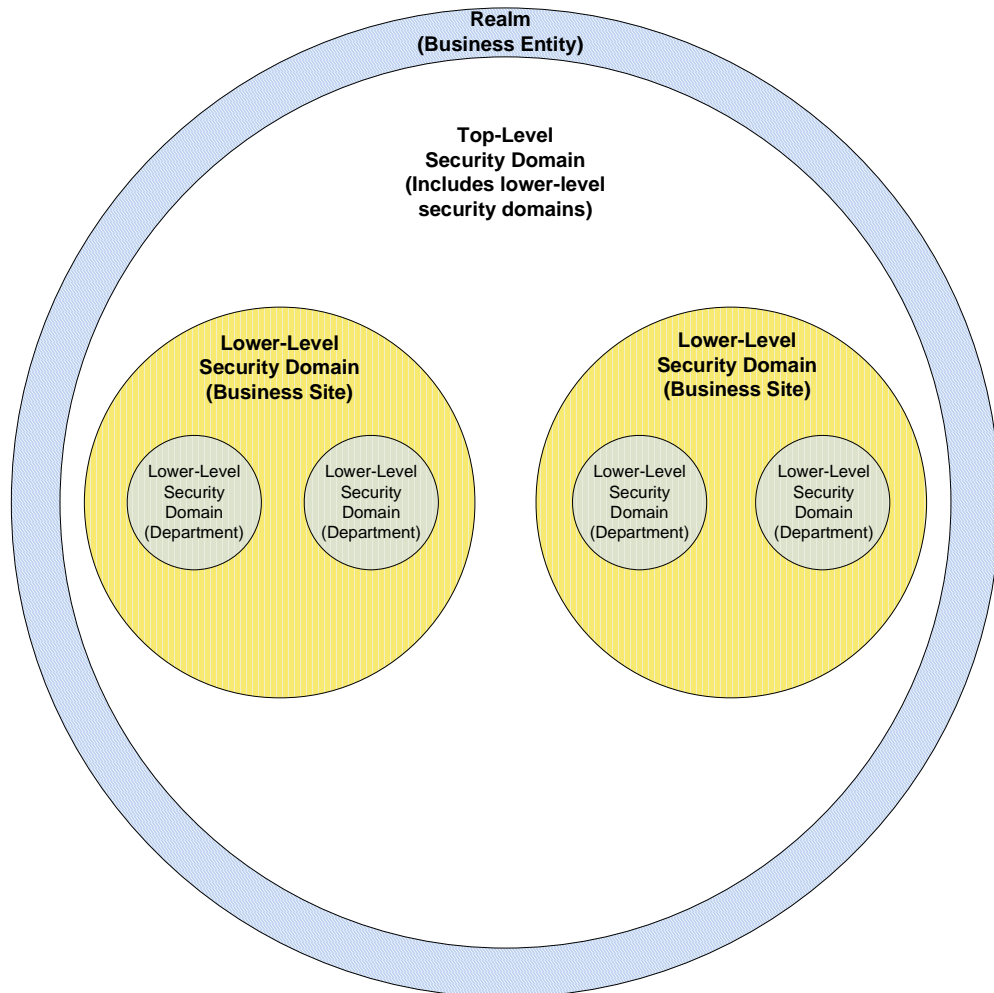 Realm
(Business Entity)
Top-Level
Security Domain
(Includes lower-level
security domains)
Lower-Level
Security Domain
(Business Site)
Lower-Level
Security
Domain
(Department)
Lower-Level
Security
Domain
(Department)
Lower-Level
Security Domain
(Business Site)
Lower-Level
Security
Domain
(Department)
Lower-Level
Security
Domain
(Department)